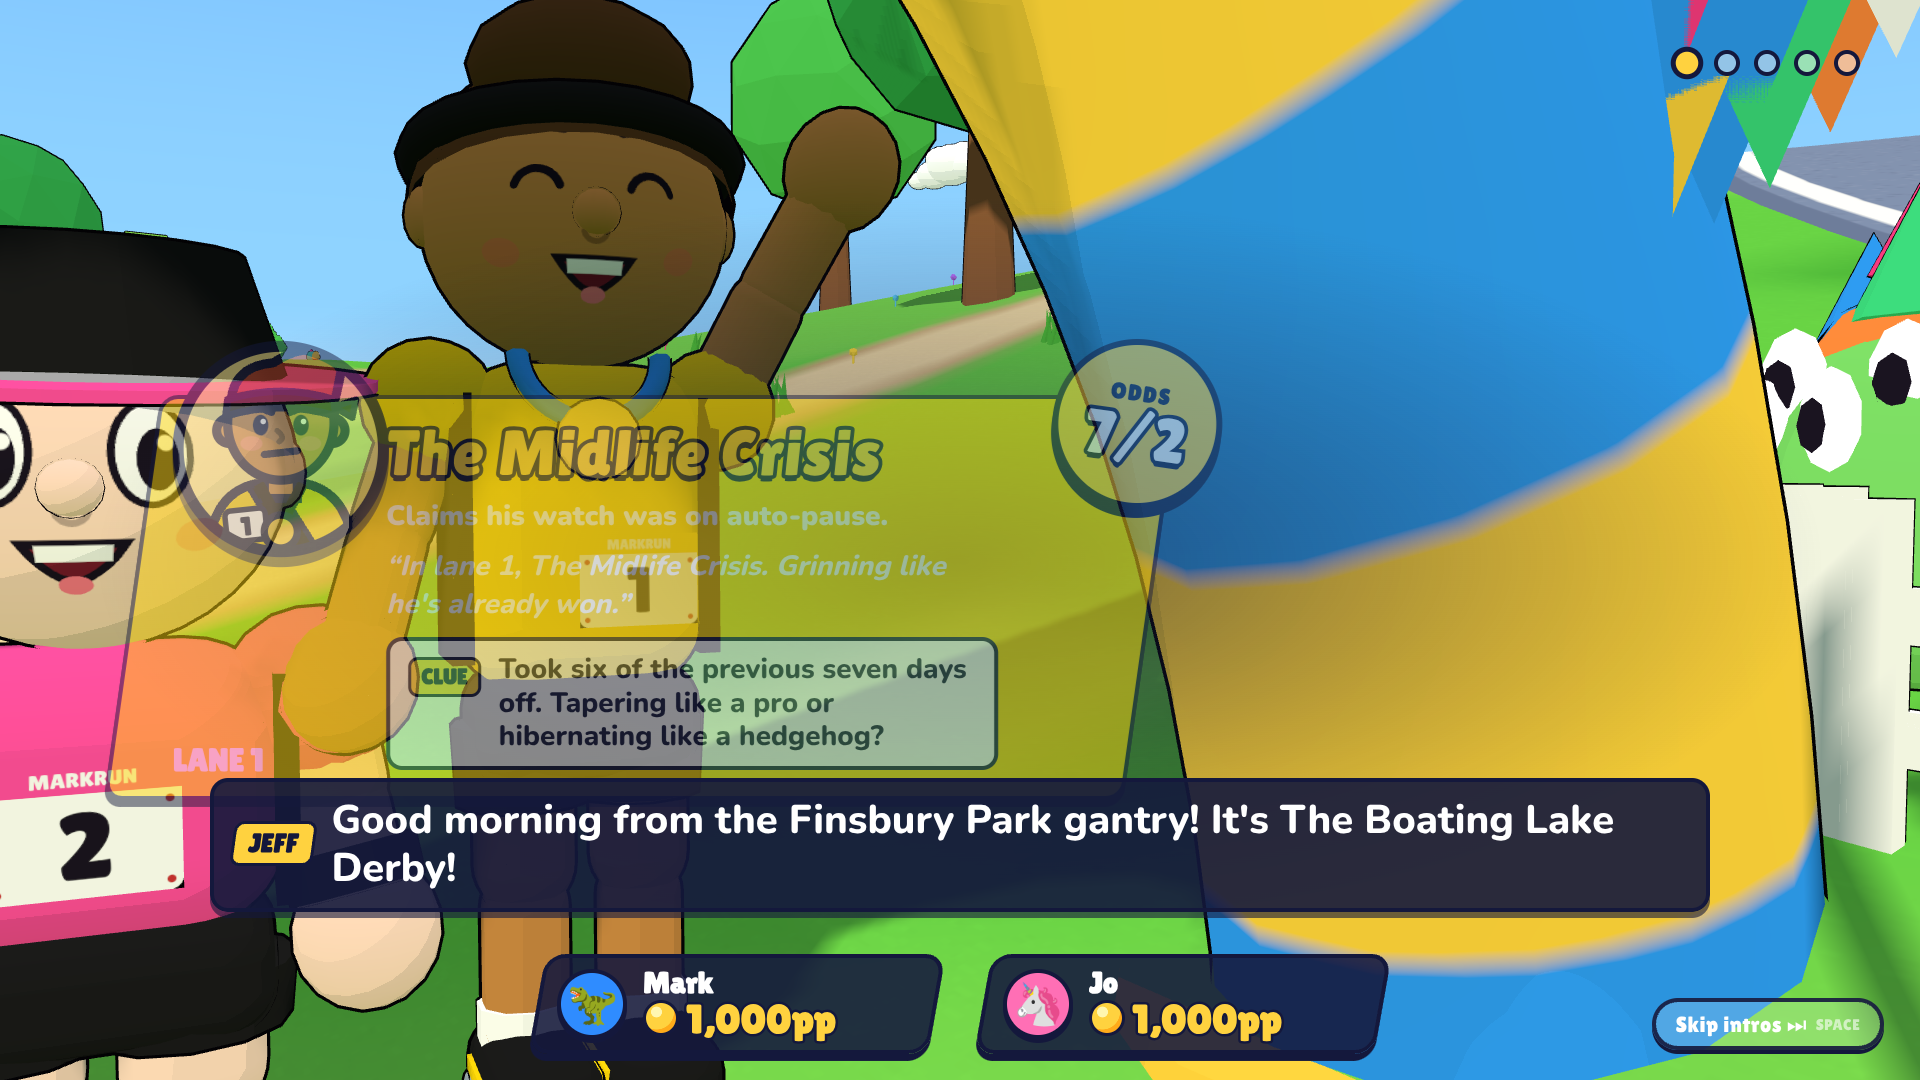 ODDS
7/2
The Midlife Crisis
Claims his watch was on auto-pause.
“In lane 1, The Midlife Crisis. Grinning like
he's already won.”
MARKRUN
1
1
CLUE
Took six of the previous seven days
off. Tapering like a pro or
hibernating like a hedgehog?
LANE 1
MARKRUN
2
JEFF
Good morning from the Finsbury Park gantry! It's The Boating Lake
Derby!
Mark
1,000pp
Jo
1,000pp
Skip intros SPACE